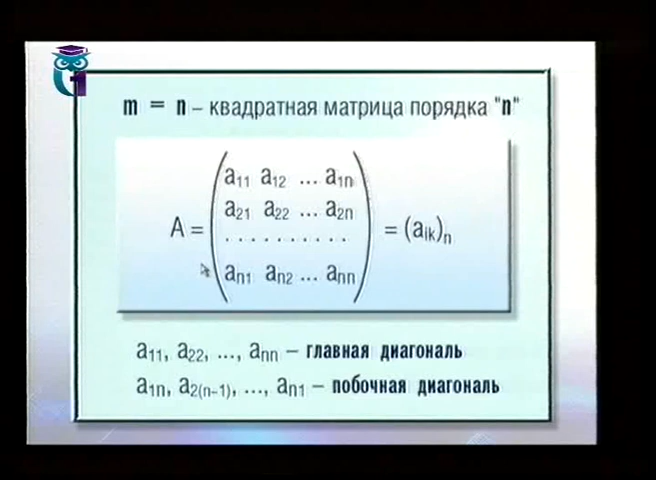 m = n – квадратная матрица порядка "n"
a11 a12 ... a1n
a21 a22 ... a2n
A = . . . . . . . . . . = (aik)n
an1 an2 ... ann
a11, a22, ..., ann – главная диагональ
a1n, a2(n-1), ..., an1 – побочная диагональ